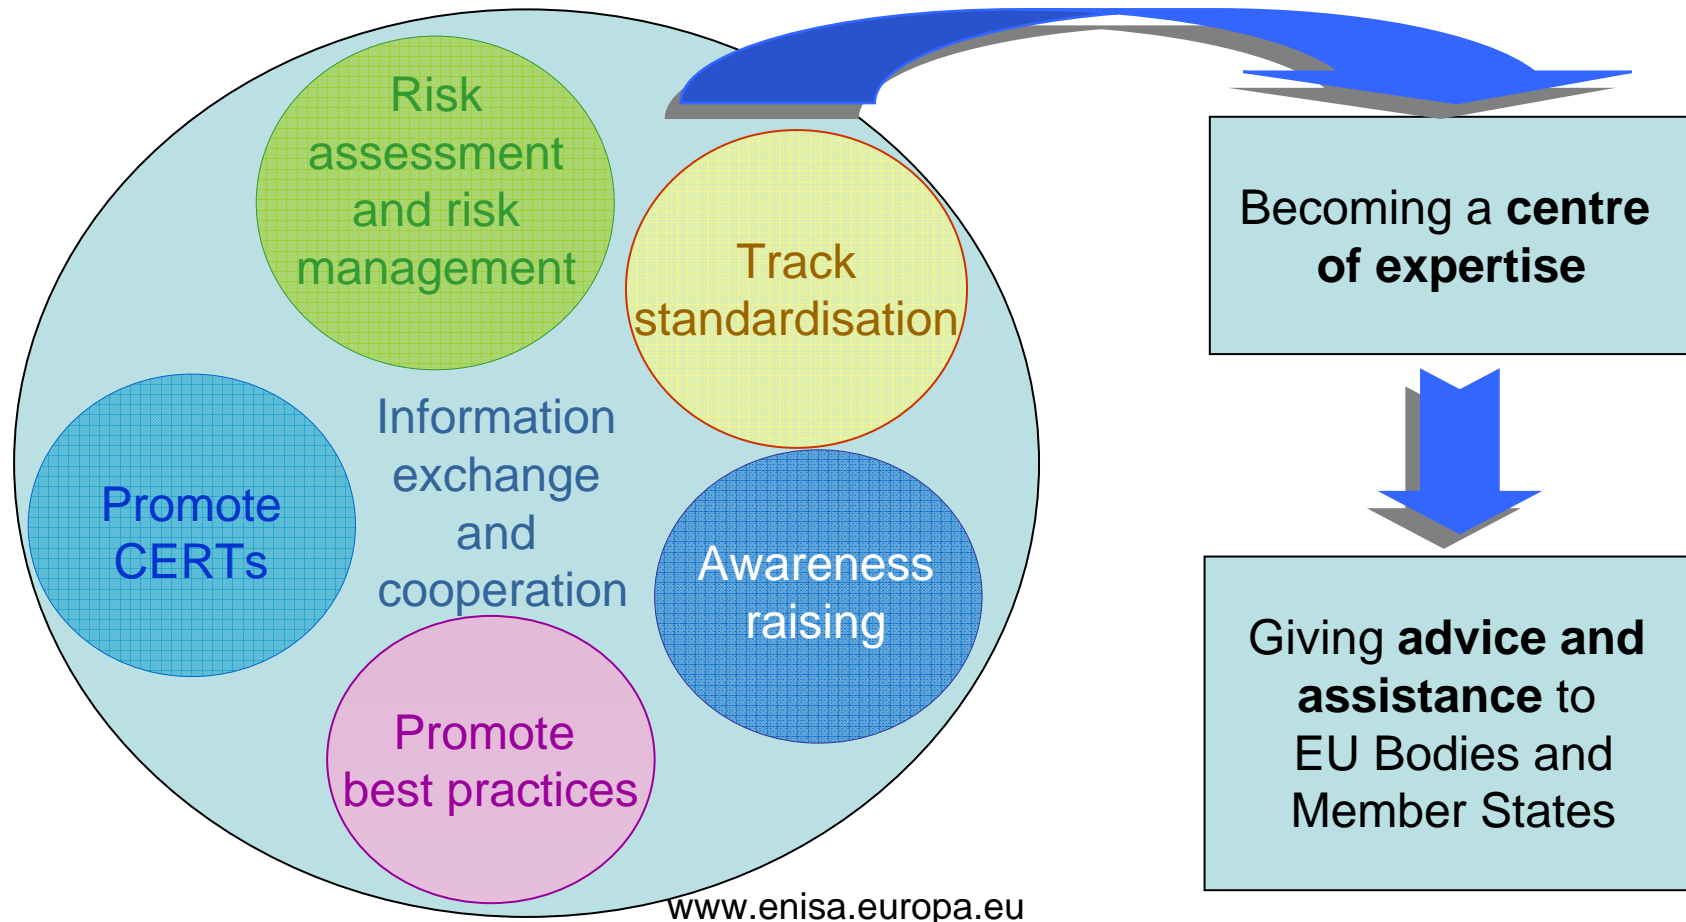 Risk
assessment
and risk
management
Track
standardisation
Information
exchange
and
cooperation
Promote
CERTs
Awareness
raising
Promote
best practices
Becoming a centre
of expertise
Giving advice and
assistance to
EU Bodies and
Member States
www.enisa.europa.eu